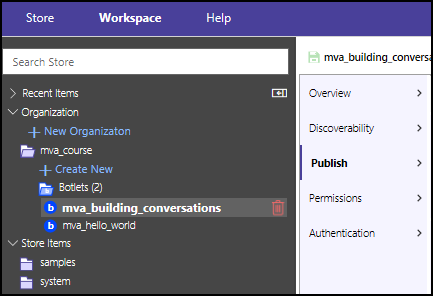 Store Workspace Help
Search Store
Recent Items
Organization
New Organizaton
mva_course
Create New
Botlets (2)
b mva_building_conversations
b mva_hello_world
Store Items
samples
system
mva_building_conversa
Overview
Discoverability
Publish
Permissions
Authentication